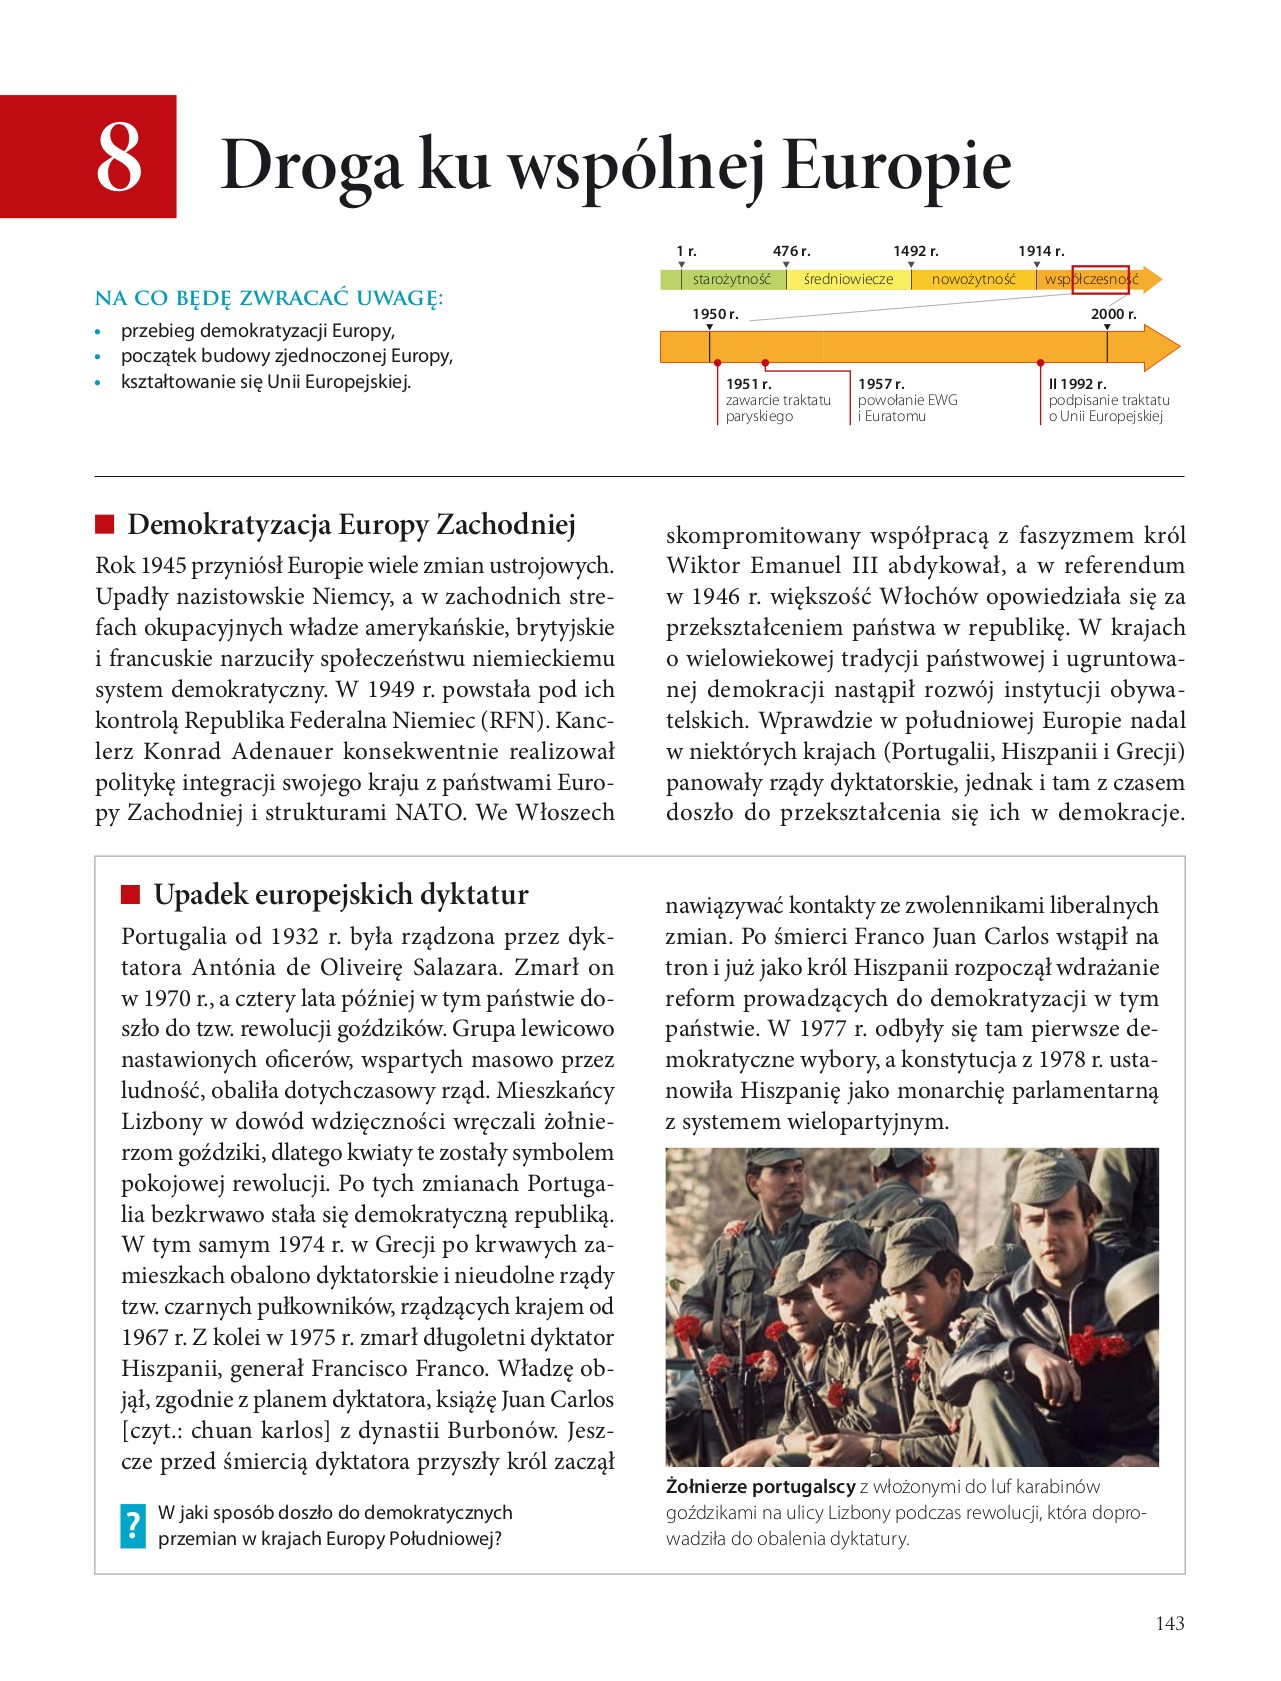 8
Droga ku wspólnej Europie
NA CO BĘDĘ ZWRACAĆ UWAGĘ:
• przebieg demokratyzacji Europy,
• początek budowy zjednoczonej Europy,
• kształtowanie się Unii Europejskiej.
1 r. 476 r. 1492 r. 1914 r.
starożytność średniowiecze nowożytność współczesność
1950 r. 2000 r.
1951 r.
zawarcie traktatu
paryskiego
1957 r.
powołanie EWG
i Euratomu
II 1992 r.
podpisanie traktatu
o Unii Europejskiej
Demokratyzacja Europy Zachodniej
Rok 1945 przyniósł Europie wiele zmian ustrojowych.
Upadły nazistowskie Niemcy, a w zachodnich stre-
fach okupacyjnych władze amerykańskie, brytyjskie
i francuskie narzuciły społeczeństwu niemieckiemu
system demokratyczny. W 1949 r. powstała pod ich
kontrolą Republika Federalna Niemiec (RFN). Kanc-
lerz Konrad Adenauer konsekwentnie realizował
politykę integracji swojego kraju z państwami Euro-
py Zachodniej i strukturami NATO. We Włoszech
skompromitowany współpracą z faszyzmem król
Wiktor Emanuel III abdykował, a w referendum
w 1946 r. większość Włochów opowiedziała się za
przekształceniem państwa w republikę. W krajach
o wielowiekowej tradycji państwowej i ugruntowa-
nej demokracji nastąpił rozwój instytucji obywa-
telskich. Wprawdzie w południowej Europie nadal
w niektórych krajach (Portugalii, Hiszpanii i Grecji)
panowały rządy dyktatorskie, jednak i tam z czasem
doszło do przekształcenia się ich w demokracje.
Upadek europejskich dyktatur
Portugalia od 1932 r. była rządzona przez dyk-
tatora Antónia de Oliveirę Salazara. Zmarł on
w 1970 r., a cztery lata później w tym państwie do-
szło do tzw. rewolucji goździków. Grupa lewicowo
nastawionych oficerów, wspartych masowo przez
ludność, obaliła dotychczasowy rząd. Mieszkańcy
Lizbony w dowód wdzięczności wręczali żołnie-
rzom goździki, dlatego kwiaty te zostały symbolem
pokojowej rewolucji. Po tych zmianach Portuga-
lia bezkrwawo stała się demokratyczną republiką.
W tym samym 1974 r. w Grecji po krwawych za-
mieszkach obalono dyktatorskie i nieudolne rządy
tzw. czarnych pułkowników, rządzących krajem od
1967 r. Z kolei w 1975 r. zmarł długoletni dyktator
Hiszpanii, generał Francisco Franco. Władzę ob-
jął, zgodnie z planem dyktatora, książę Juan Carlos
[czyt.: chuan karlos] z dynastii Burbonów. Jesz-
cze przed śmiercią dyktatora przyszły król zaczął
nawiązywać kontakty ze zwolennikami liberalnych
zmian. Po śmierci Franco Juan Carlos wstąpił na
tron i już jako król Hiszpanii rozpoczął wdrażanie
reform prowadzących do demokratyzacji w tym
państwie. W 1977 r. odbyły się tam pierwsze de-
mokratyczne wybory, a konstytucja z 1978 r. usta-
nowiła Hiszpanię jako monarchię parlamentarną
z systemem wielopartyjnym.
? W jaki sposób doszło do demokratycznych
przemian w krajach Europy Południowej?
Żołnierze portugalscy z włożonymi do luf karabinów
goździkami na ulicy Lizbony podczas rewolucji, która dopro-
wadziła do obalenia dyktatury.
143